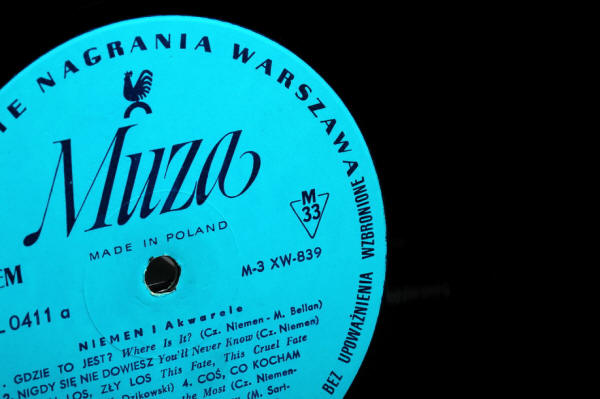 NAGRANIA WARSZAWA
Muza
MADE IN POLAND
M
33
M-3 XW-839
0411 a
NIEMEN I Akwarele
GDZIE TO JEST? Where Is It? (Cz. Niemen - M. Bellan)
NIGDY SIĘ NIE DOWIESZ You'll Never Know (Cz. Niemen)
LOS, ZŁY LOS This Fate, This Cruel Fate
Dzikowski) 4. COŚ, CO KOCHAM
the Most (Cz. Niemen-
BEZ UPOWAŻNIENIA WZBRONIONE